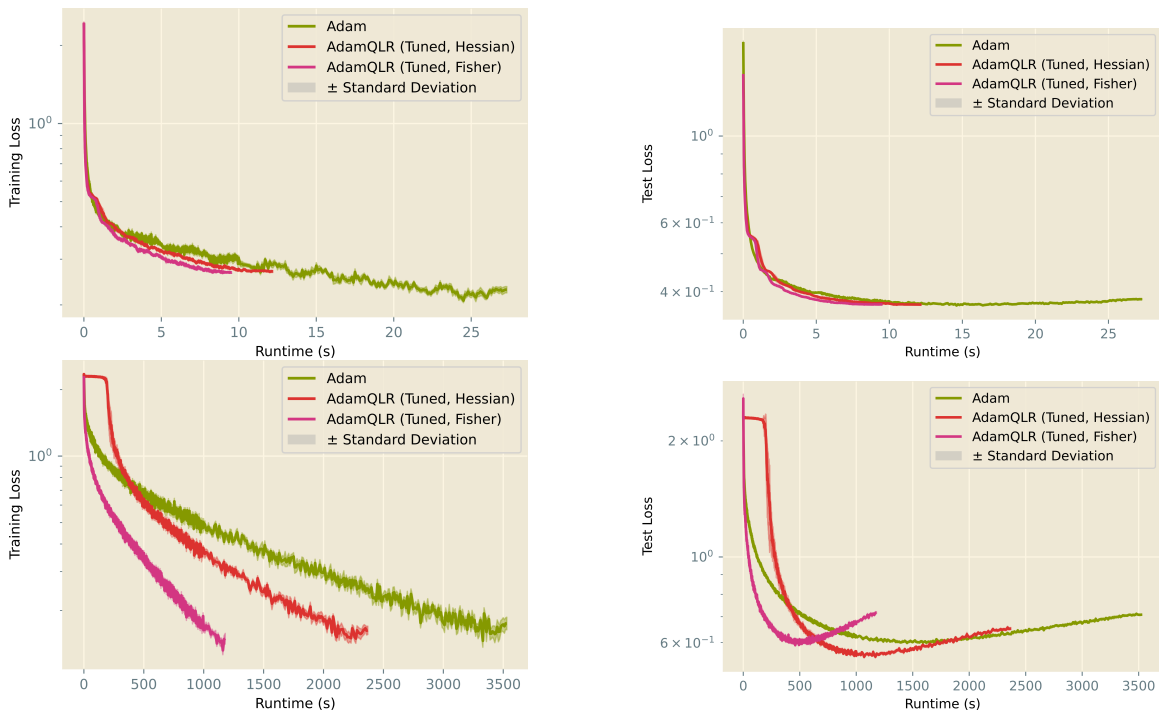 Training Loss
10⁰
Adam
AdamQLR (Tuned, Hessian)
AdamQLR (Tuned, Fisher)
± Standard Deviation
0 5 10 15 20 25
Runtime (s)
Test Loss
10⁰
6 × 10⁻¹
4 × 10⁻¹
Adam
AdamQLR (Tuned, Hessian)
AdamQLR (Tuned, Fisher)
± Standard Deviation
0 5 10 15 20 25
Runtime (s)
Training Loss
10⁰
Adam
AdamQLR (Tuned, Hessian)
AdamQLR (Tuned, Fisher)
± Standard Deviation
0 500 1000 1500 2000 2500 3000 3500
Runtime (s)
Test Loss
2 × 10⁰
10⁰
6 × 10⁻¹
Adam
AdamQLR (Tuned, Hessian)
AdamQLR (Tuned, Fisher)
± Standard Deviation
0 500 1000 1500 2000 2500 3000 3500
Runtime (s)